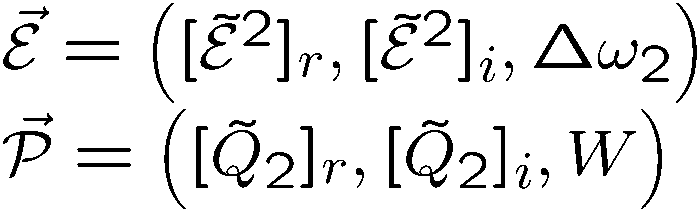 $\vec{\mathcal{E}} = \left([\tilde{\mathcal{E}}^2]_r, [\tilde{\mathcal{E}}^2]_i, \Delta\omega_2\right)$
$\vec{\mathcal{P}} = \left([\tilde{Q}_2]_r, [\tilde{Q}_2]_i, W\right)$